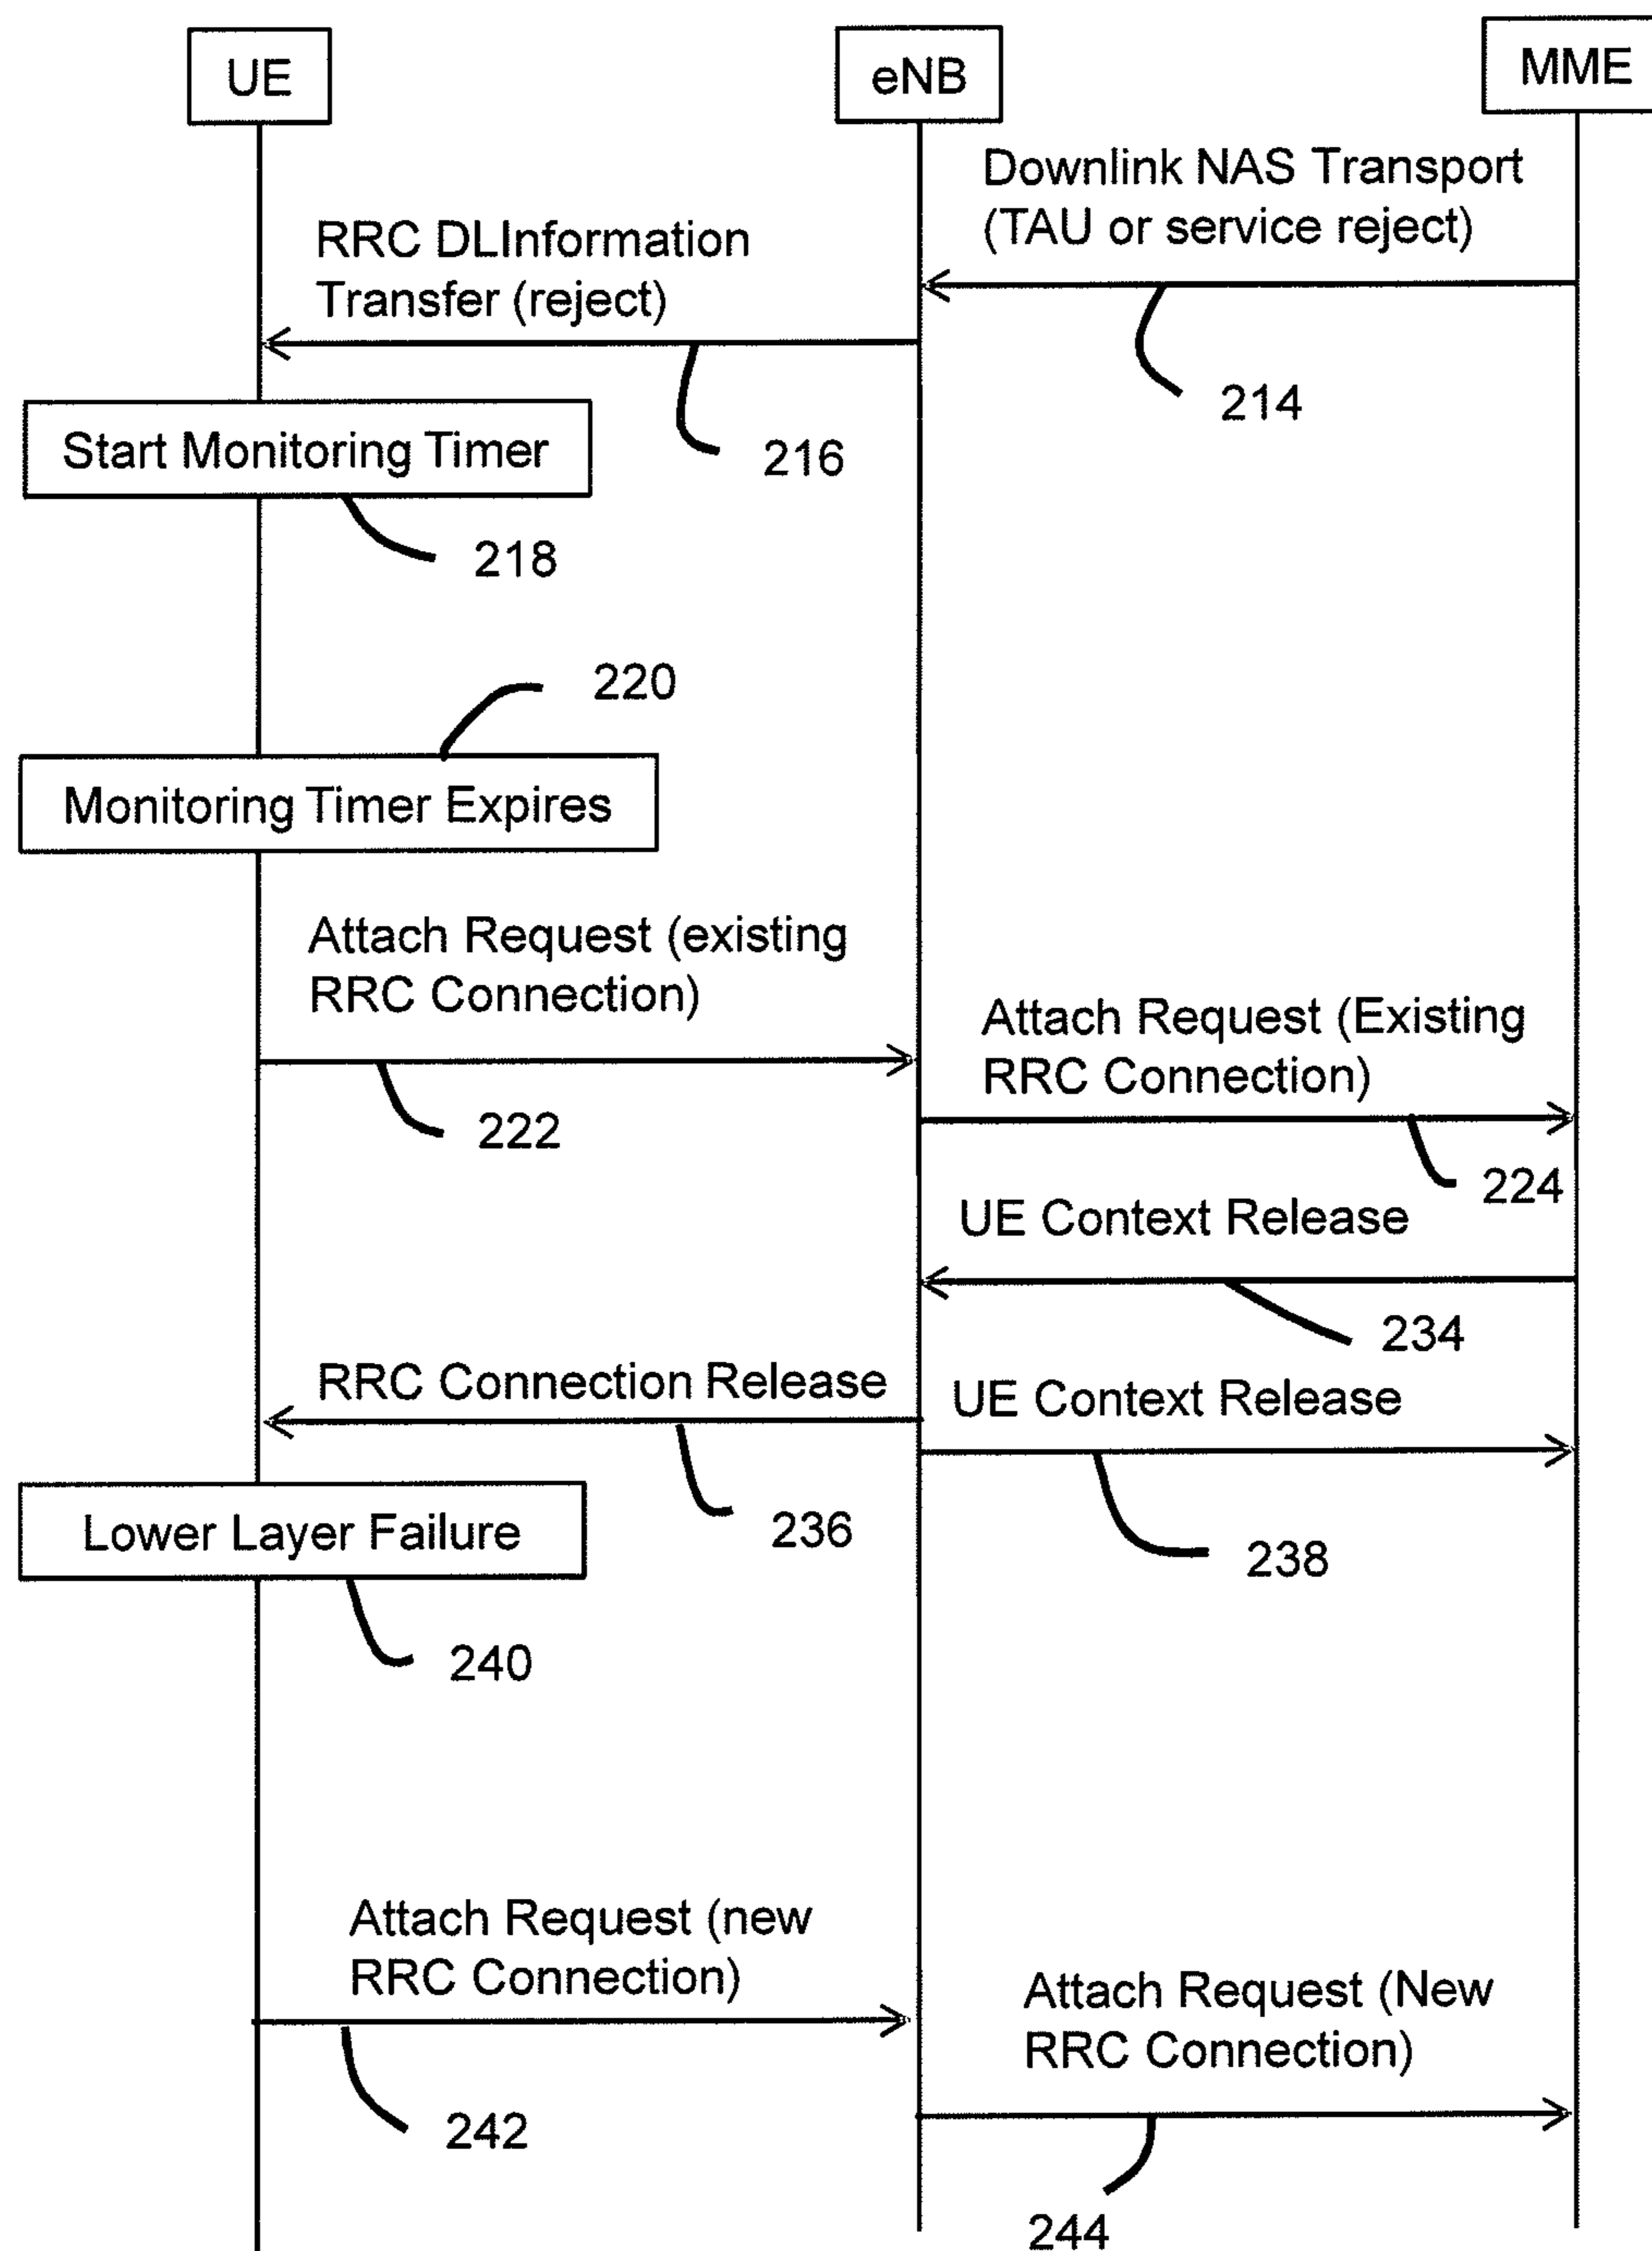 UE
eNB
MME
Downlink NAS Transport
(TAU or service reject)
RRC DLInformation
Transfer (reject)
214
216
Start Monitoring Timer
218
220
Monitoring Timer Expires
Attach Request (existing
RRC Connection)
Attach Request (Existing
RRC Connection)
222
224
UE Context Release
234
RRC Connection Release
UE Context Release
236
238
Lower Layer Failure
240
Attach Request (new
RRC Connection)
Attach Request (New
RRC Connection)
242
244